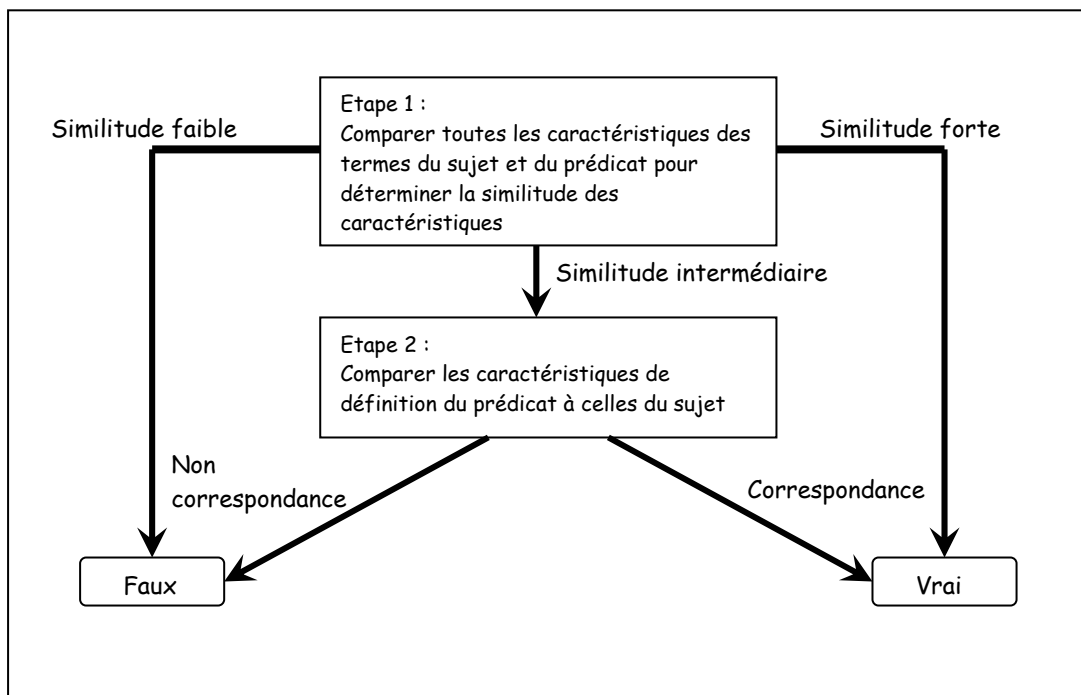 Etape 1 :
Comparer toutes les caractéristiques des
termes du sujet et du prédicat pour
déterminer la similitude des
caractéristiques
Similitude faible
Similitude forte
Similitude intermédiaire
Etape 2 :
Comparer les caractéristiques de
définition du prédicat à celles du sujet
Non
correspondance
Correspondance
Faux
Vrai